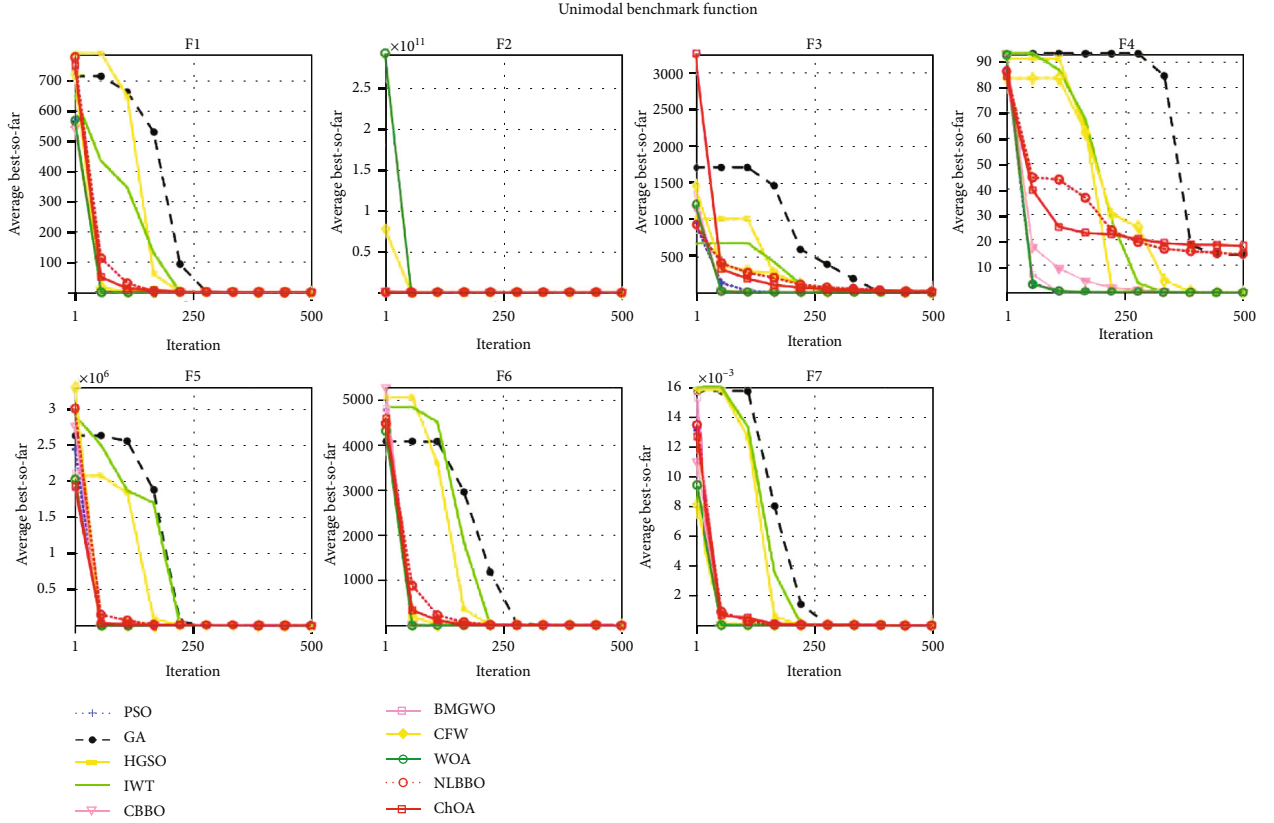 Unimodal benchmark function
F1
Average best-so-far
700
600
500
400
300
200
100
1
250
500
Iteration
F2
×10¹¹
Average best-so-far
2.5
2
1
0.5
1
250
500
Iteration
F3
Average best-so-far
3000
2500
2000
1500
1000
500
1
250
500
Iteration
F4
Average best-so-far
90
80
70
60
50
40
30
20
10
1
250
500
Iteration
F5
×10⁶
Average best-so-far
3
2.5
2
1.5
1
0.5
1
250
500
Iteration
F6
Average best-so-far
5000
4000
3000
2000
1000
1
250
500
Iteration
F7
×10⁻³
Average best-so-far
16
14
12
10
8
6
4
2
1
250
500
Iteration
PSO
GA
HGSO
IWT
CBBO
BMGWO
CFW
WOA
NLBBO
ChOA